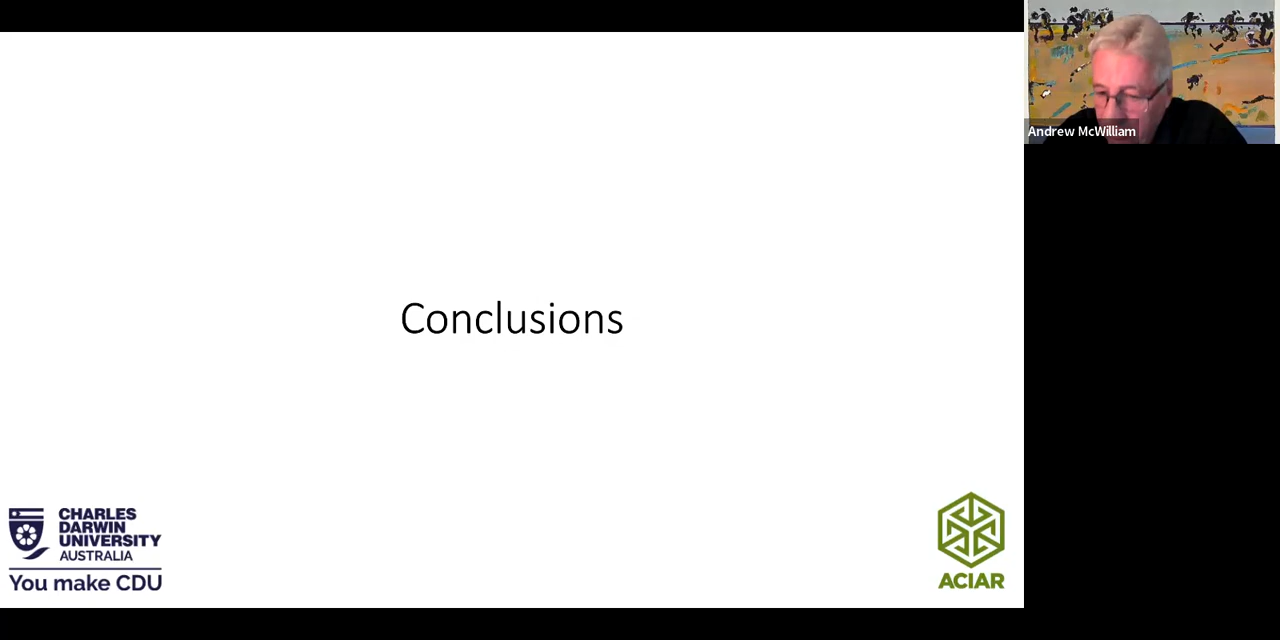 Andrew McWilliam
Conclusions
CHARLES
DARWIN
UNIVERSITY
AUSTRALIA
You make CDU
ACIAR